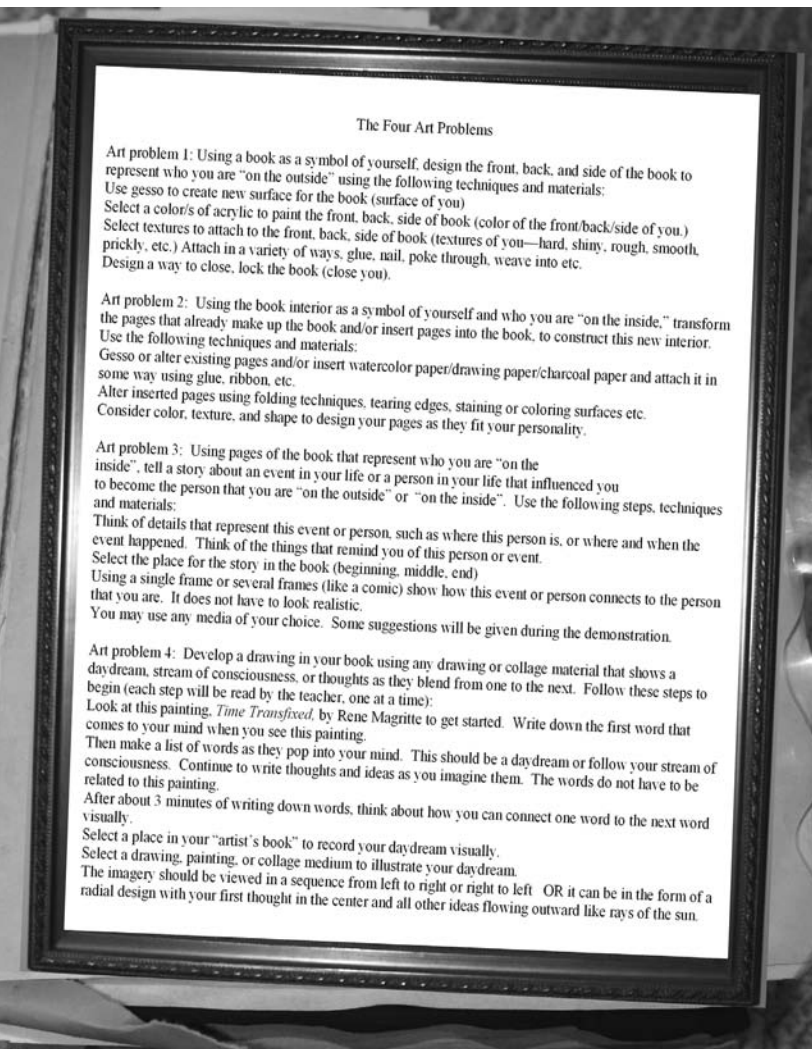 The Four Art Problems
Art problem 1: Using a book as a symbol of yourself, design the front, back, and side of the book to
represent who you are “on the outside” using the following techniques and materials:
Use gesso to create new surface for the book (surface of you)
Select a color/s of acrylic to paint the front, back, side of book (color of the front/back/side of you.)
Select textures to attach to the front, back, side of book (textures of you—hard, shiny, rough, smooth,
prickly, etc.) Attach in a variety of ways, glue, nail, poke through, weave into etc.
Design a way to close, lock the book (close you).
Art problem 2: Using the book interior as a symbol of yourself and who you are “on the inside,” transform
the pages that already make up the book and/or insert pages into the book, to construct this new interior.
Use the following techniques and materials:
Gesso or alter existing pages and/or insert watercolor paper/drawing paper/charcoal paper and attach it in
some way using glue, ribbon, etc.
Alter inserted pages using folding techniques, tearing edges, staining or coloring surfaces etc.
Consider color, texture, and shape to design your pages as they fit your personality.
Art problem 3: Using pages of the book that represent who you are “on the
inside”, tell a story about an event in your life or a person in your life that influenced you
to become the person that you are “on the outside” or “on the inside”. Use the following steps, techniques
and materials:
Think of details that represent this event or person, such as where this person is, or where and when the
event happened. Think of the things that remind you of this person or event.
Select the place for the story in the book (beginning, middle, end)
Using a single frame or several frames (like a comic) show how this event or person connects to the person
that you are. It does not have to look realistic.
You may use any media of your choice. Some suggestions will be given during the demonstration.
Art problem 4: Develop a drawing in your book using any drawing or collage material that shows a
daydream, stream of consciousness, or thoughts as they blend from one to the next. Follow these steps to
begin (each step will be read by the teacher, one at a time):
Look at this painting, Time Transfixed, by Rene Magritte to get started. Write down the first word that
comes to your mind when you see this painting.
Then make a list of words as they pop into your mind. This should be a daydream or follow your stream of
consciousness. Continue to write thoughts and ideas as you imagine them. The words do not have to be
related to this painting.
After about 3 minutes of writing down words, think about how you can connect one word to the next word
visually.
Select a place in your “artist’s book” to record your daydream visually.
Select a drawing, painting, or collage medium to illustrate your daydream.
The imagery should be viewed in a sequence from left to right or right to left OR it can be in the form of a
radial design with your first thought in the center and all other ideas flowing outward like rays of the sun.